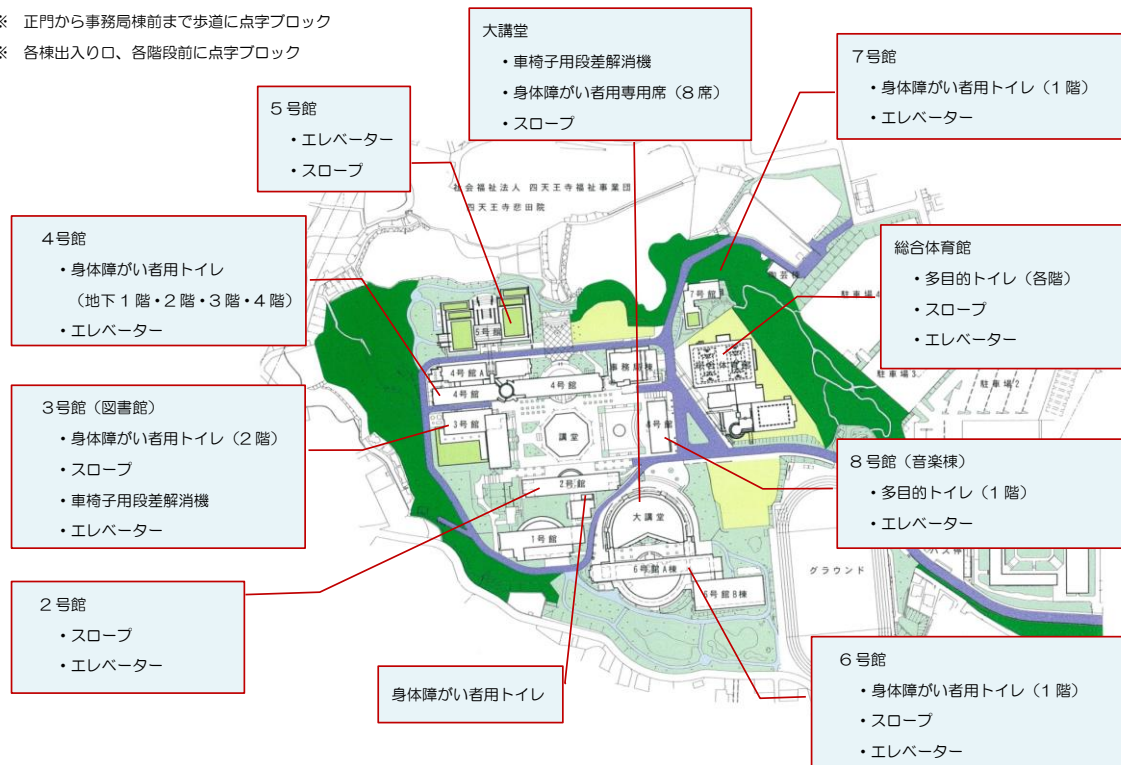 ※　正門から事務局棟前まで歩道に点字ブロック
※　各棟出入り口、各階段前に点字ブロック
大講堂
・車椅子用段差解消機
・身体障がい者用専用席（8席）
・スロープ
7号館
・身体障がい者用トイレ（1階）
・エレベーター
5号館
・エレベーター
・スロープ
4号館
・身体障がい者用トイレ
（地下1階・2階・3階・4階）
・エレベーター
総合体育館
・多目的トイレ（各階）
・スロープ
・エレベーター
3号館（図書館）
・身体障がい者用トイレ（2階）
・スロープ
・車椅子用段差解消機
・エレベーター
8号館（音楽棟）
・多目的トイレ（1階）
・エレベーター
2号館
・スロープ
・エレベーター
身体障がい者用トイレ
6号館
・身体障がい者用トイレ（1階）
・スロープ
・エレベーター
社会福祉法人　四天王寺福祉事業団
四天王寺悲田院
7号館
駐車場4
駐車場3
駐車場2
5号館
4号館A
4号館
4号館
事務局棟
3号館
講堂
2号館
1号館
大講堂
6号館A棟
6号館B棟
グラウンド
バス停